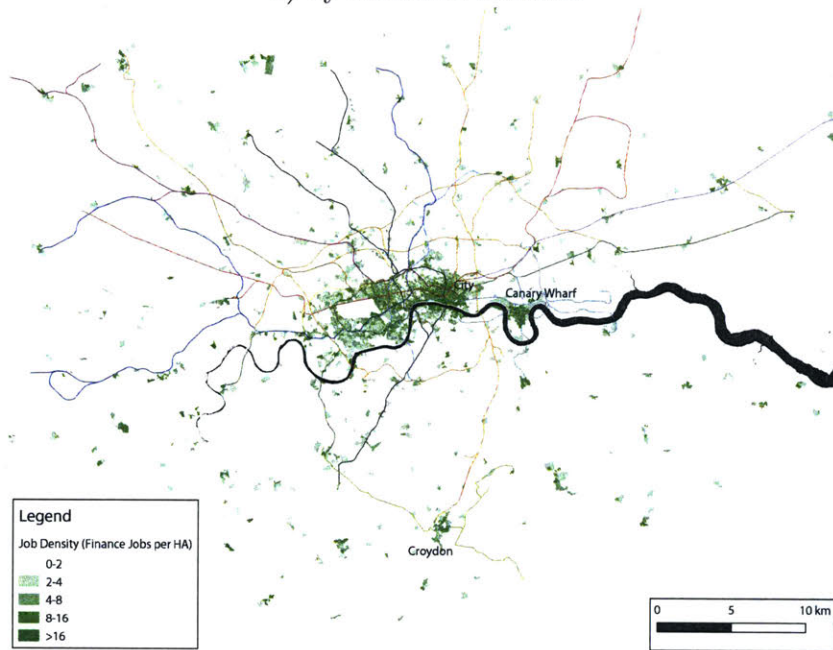 City
Canary Wharf
Croydon
Legend
Job Density (Finance Jobs per HA)
0-2
2-4
4-8
8-16
>16
0 5 10 km